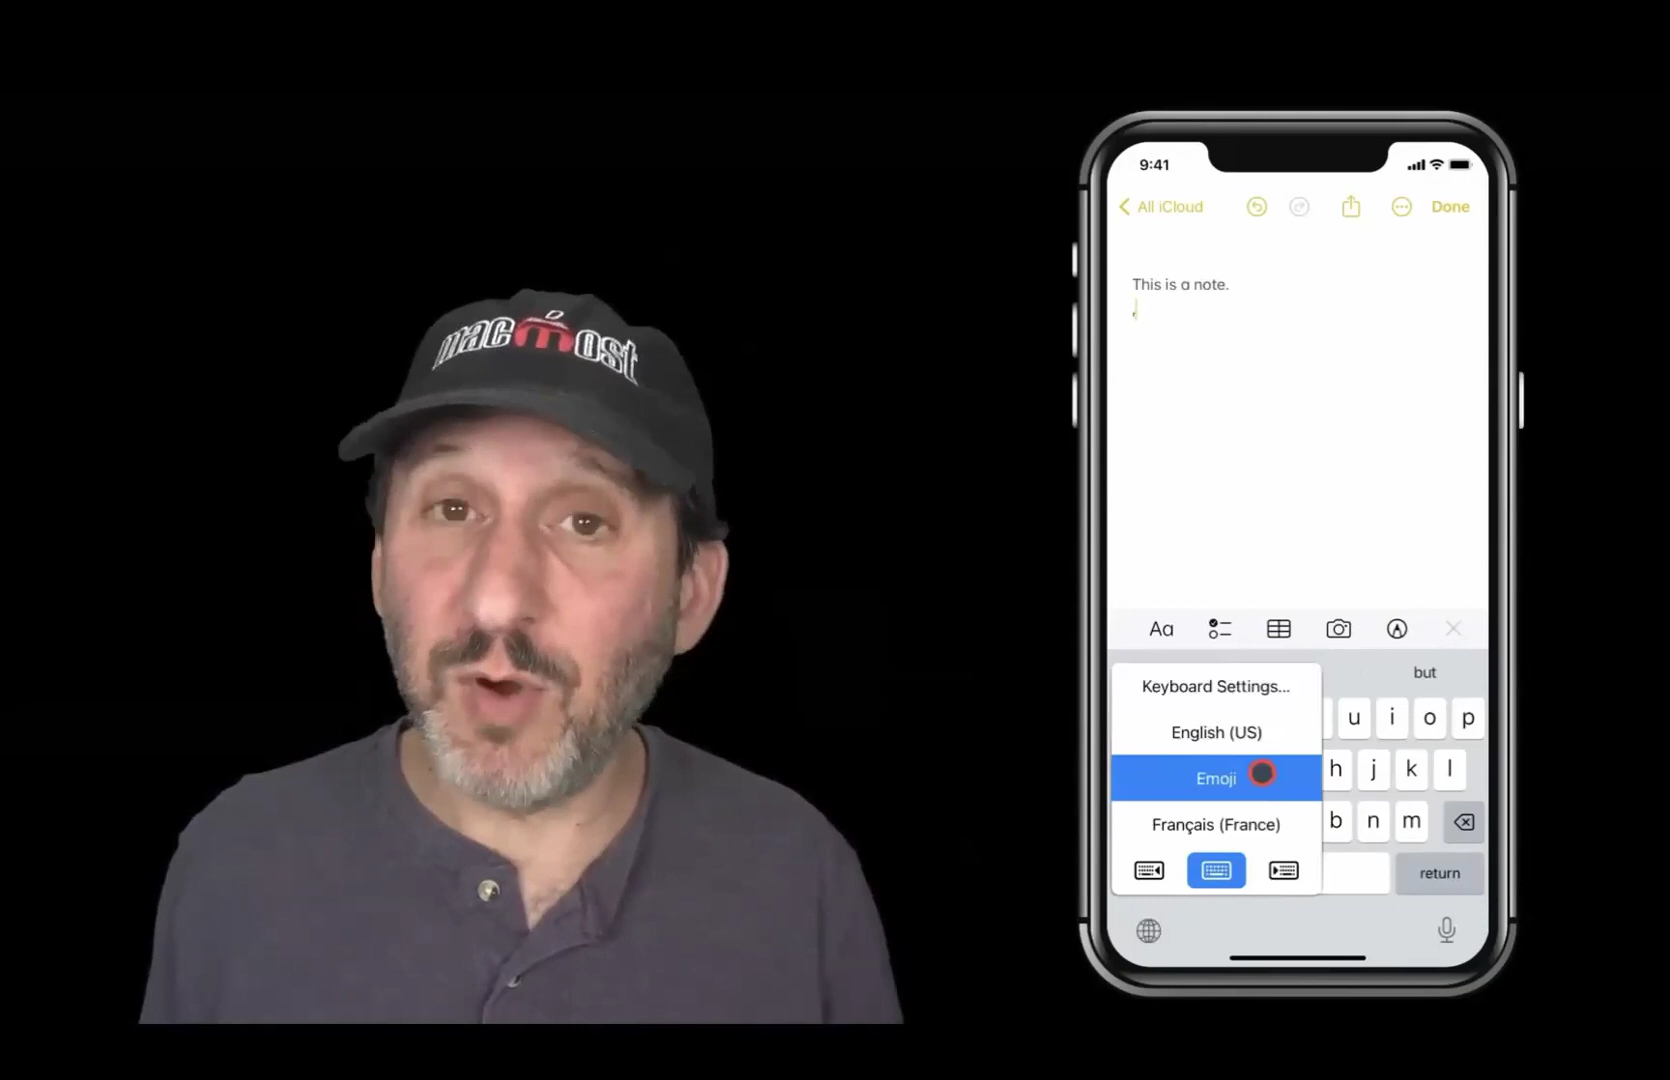 macmost
9:41
All iCloud
Done
This is a note.
,
Aa
but
Keyboard Settings...
English (US)
Emoji
Français (France)
u i o p
h j k l
b n m
return